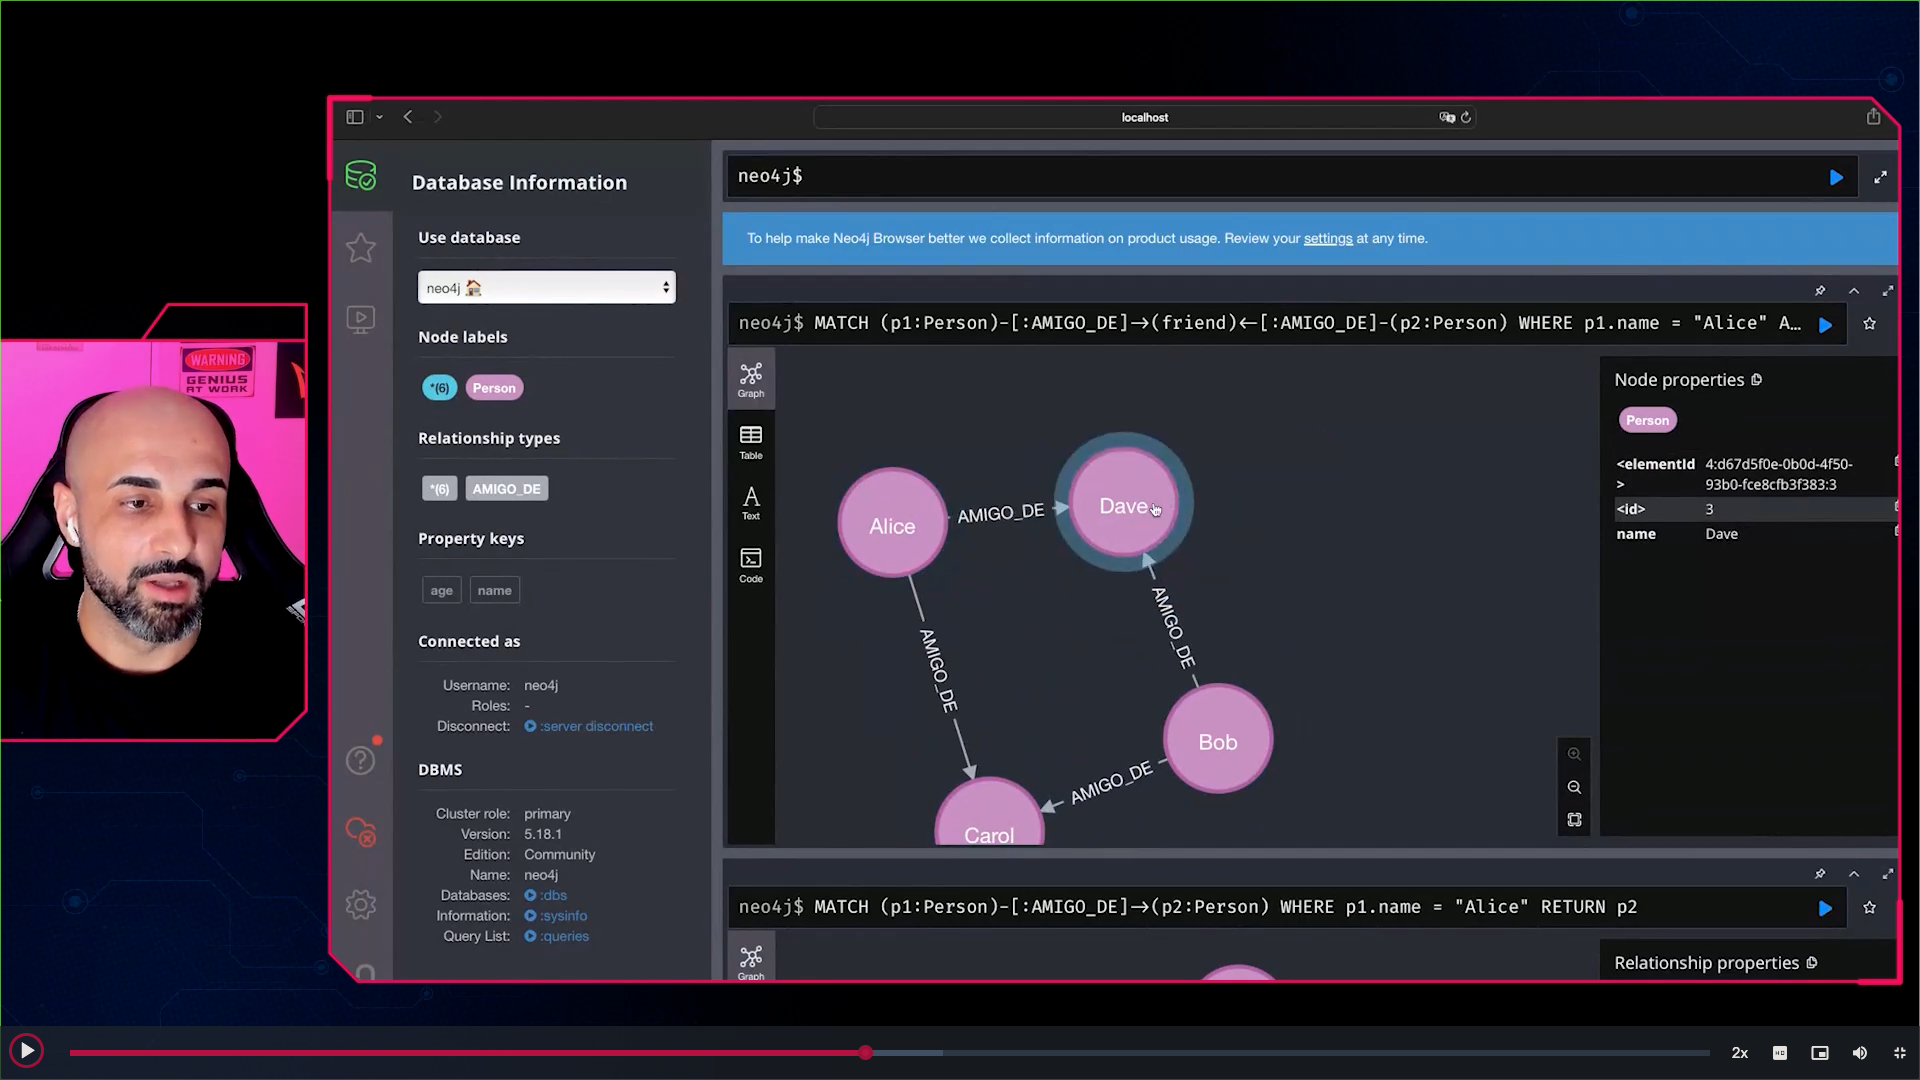 localhost
WARNING
GENIUS
AT WORK
Database Information
Use database
neo4j
Node labels
*(6) Person
Relationship types
*(6) AMIGO_DE
Property keys
age name
Connected as
Username: neo4j
Roles: -
Disconnect: :server disconnect
DBMS
Cluster role: primary
Version: 5.18.1
Edition: Community
Name: neo4j
Databases: :dbs
Information: :sysinfo
Query List: :queries
neo4j$
To help make Neo4j Browser better we collect information on product usage. Review your settings at any time.
neo4j$ MATCH (p1:Person)-[:AMIGO_DE]→(friend)←[:AMIGO_DE]-(p2:Person) WHERE p1.name = "Alice" A...
Graph
Table
Text
Code
Alice
AMIGO_DE
Dave
AMIGO_DE
AMIGO_DE
Bob
AMIGO_DE
Carol
Node properties
Person
<elementId
>
4:d67d5f0e-0b0d-4f50-
93b0-fce8cfb3f383:3
<id> 3
name Dave
neo4j$ MATCH (p1:Person)-[:AMIGO_DE]→(p2:Person) WHERE p1.name = "Alice" RETURN p2
Graph
Relationship properties
2x
HD